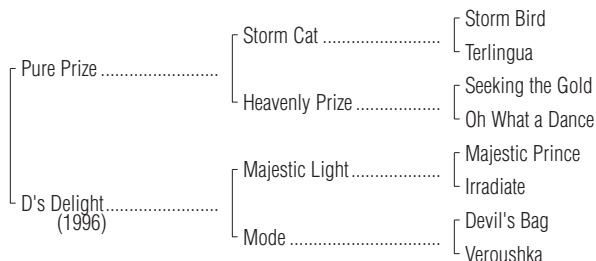 Storm Bird
Storm Cat ........................
Terlingua
Pure Prize ........................
Seeking the Gold
Heavenly Prize .................
Oh What a Dance
Majestic Prince
Majestic Light..................
Irradiate
D's Delight.......................
(1996)
Devil's Bag
Mode ..............................
Veroushka